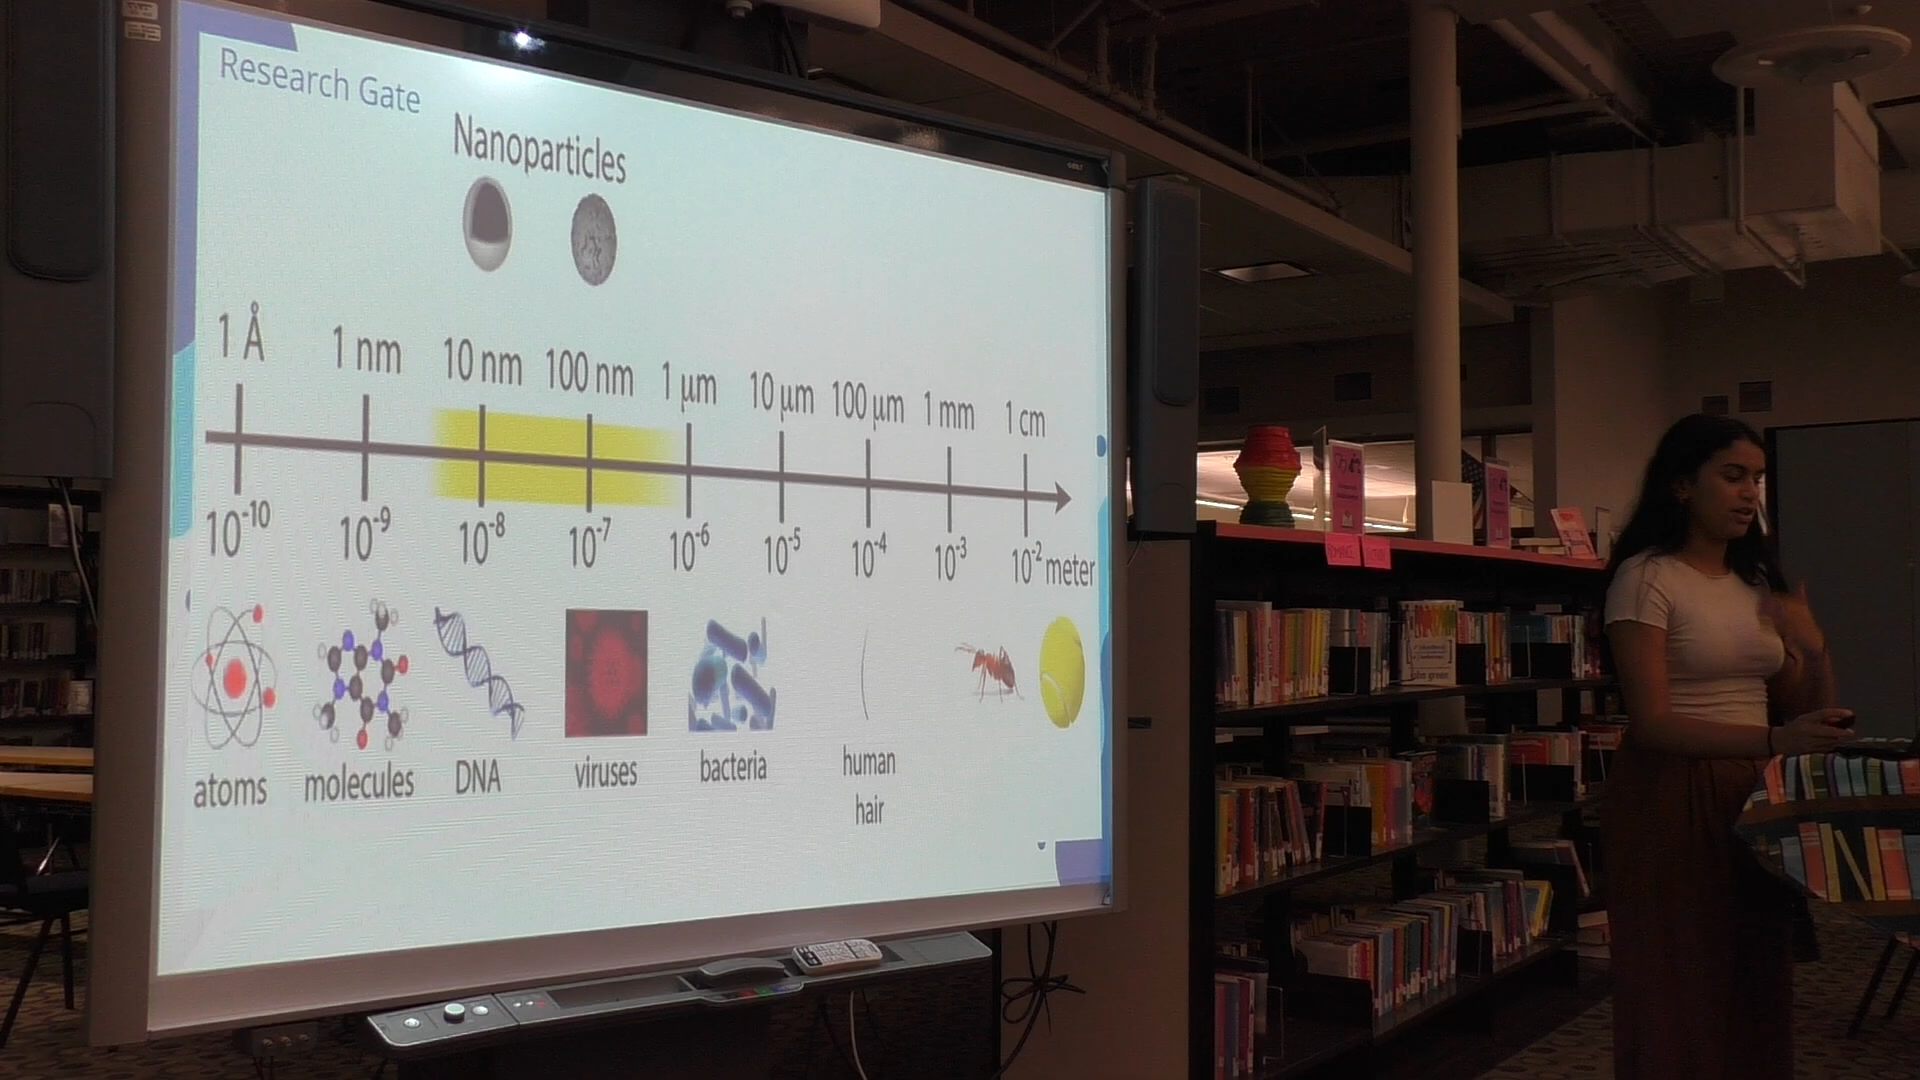 Research Gate
Nanoparticles
1 Å 1 nm 10 nm 100 nm 1 μm 10 μm 100 μm 1 mm 1 cm
10⁻¹⁰ 10⁻⁹ 10⁻⁸ 10⁻⁷ 10⁻⁶ 10⁻⁵ 10⁻⁴ 10⁻³ 10⁻² meter
atoms molecules DNA viruses bacteria human
hair
john green